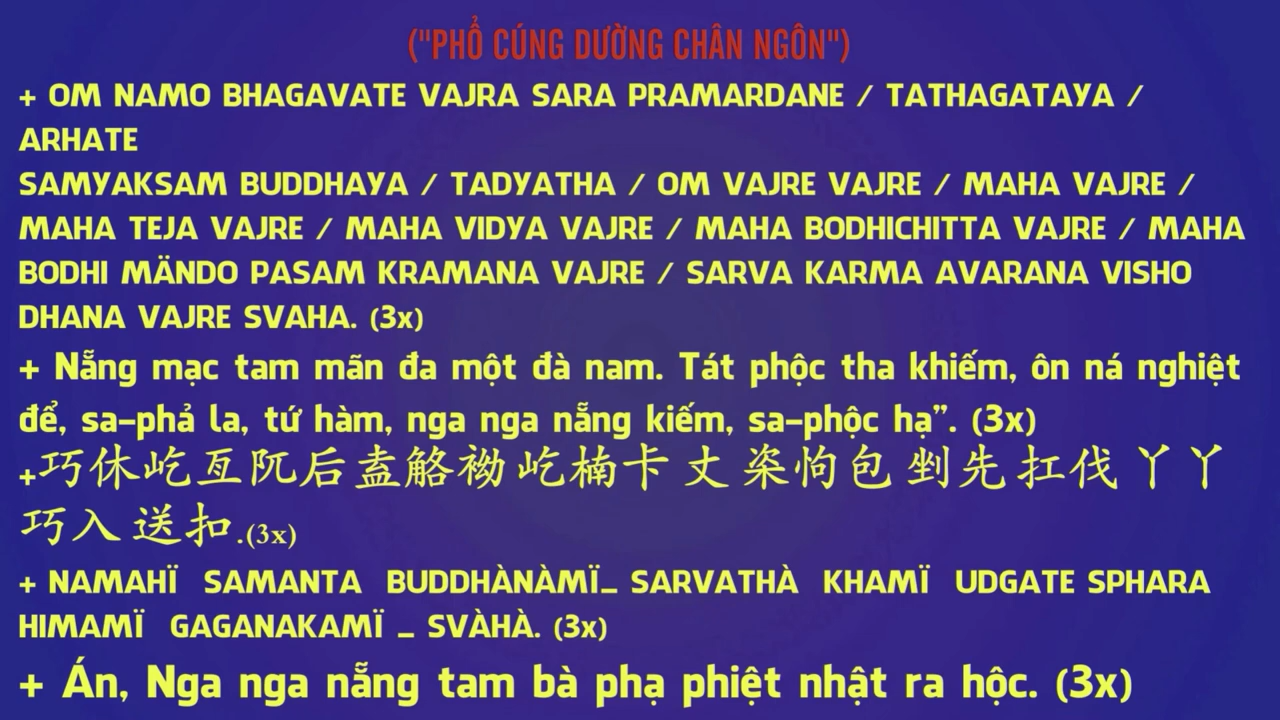 ("PHỔ CÚNG DƯỜNG CHÂN NGÔN")
+ OM NAMO BHAGAVATE VAJRA SARA PRAMARDANE / TATHAGATAYA /
ARHATE
SAMYAKSAM BUDDHAYA / TADYATHA / OM VAJRE VAJRE / MAHA VAJRE /
MAHA TEJA VAJRE / MAHA VIDYA VAJRE / MAHA BODHICHITTA VAJRE / MAHA
BODHI MÄNDO PASAM KRAMANA VAJRE / SARVA KARMA AVARANA VISHO
DHANA VAJRE SVAHA. (3x)
+ Nẵng mạc tam mãn đa một đà nam. Tát phộc tha khiếm, ôn ná nghiệt
để, sa-phả la, tứ hàm, nga nga nẵng kiếm, sa-phộc hạ”. (3x)
+巧休屹亙阮后盍觡袎屹楠卡丈楶怐包剉先扛伐丫丫
巧入送扣.(3x)
+ NAMAHÏ SAMANTA BUDDHÀNÀMÏ_ SARVATHÀ KHAMÏ UDGATE SPHARA
HIMAMÏ GAGANAKAMÏ _ SVÀHÀ. (3x)
+ Án, Nga nga nẵng tam bà phạ phiệt nhật ra hộc. (3x)